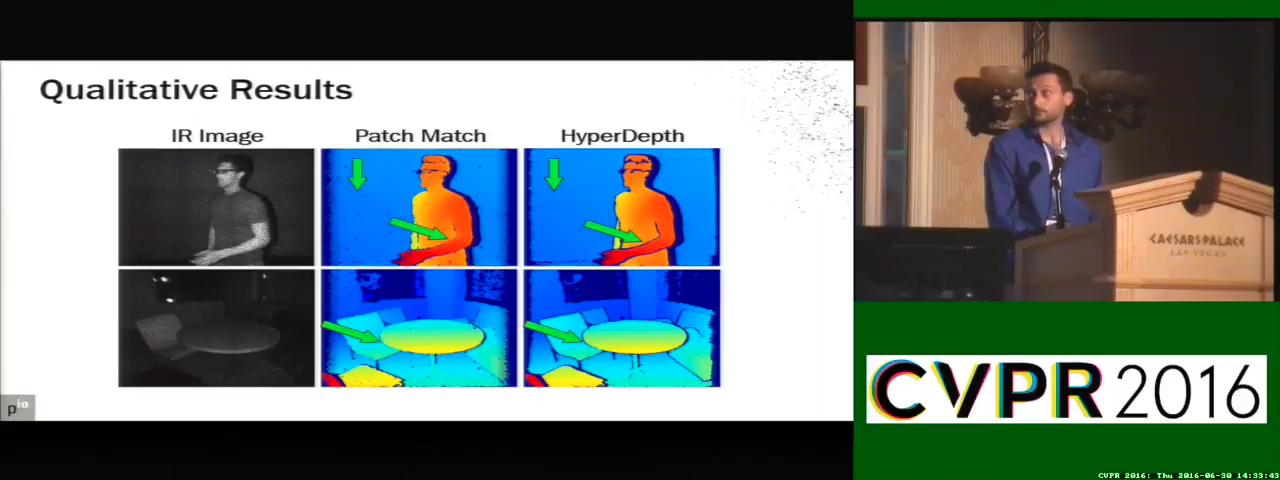 Qualitative Results
IR Image
Patch Match
HyperDepth
pio
CAESARS PALACE
LAS VEGAS
CVPR 2016
CVPR 2016: Thu 2016-06-30 14:33:43